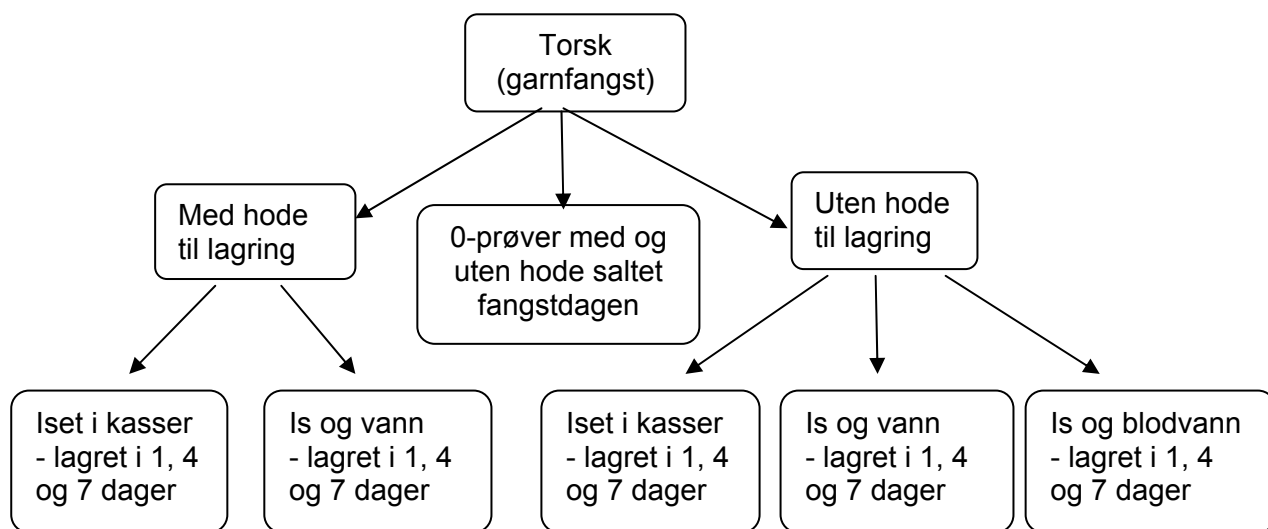 Torsk
(garnfangst)
Med hode
til lagring
0-prøver med og
uten hode saltet
fangstdagen
Uten hode
til lagring
Iset i kasser
- lagret i 1, 4
og 7 dager
Is og vann
- lagret i 1, 4
og 7 dager
Iset i kasser
- lagret i 1, 4
og 7 dager
Is og vann
- lagret i 1, 4
og 7 dager
Is og blodvann
- lagret i 1, 4
og 7 dager